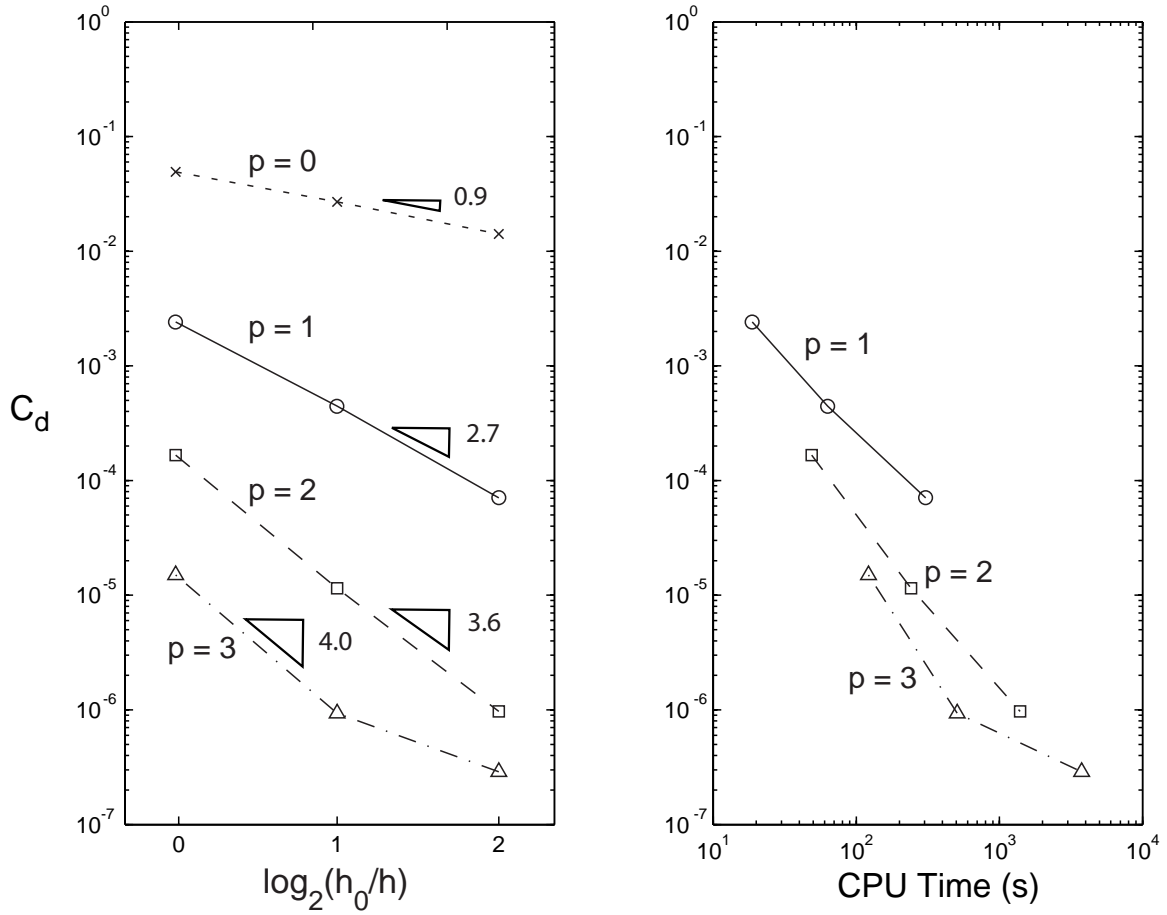 10^0
10^-1
10^-2
10^-3
10^-4
10^-5
10^-6
10^-7
C_d
p = 0
0.9
p = 1
2.7
p = 2
3.6
p = 3
4.0
0 1 2
log_2(h_0/h)
10^0
10^-1
10^-2
10^-3
10^-4
10^-5
10^-6
10^-7
p = 1
p = 2
p = 3
10^1 10^2 10^3 10^4
CPU Time (s)